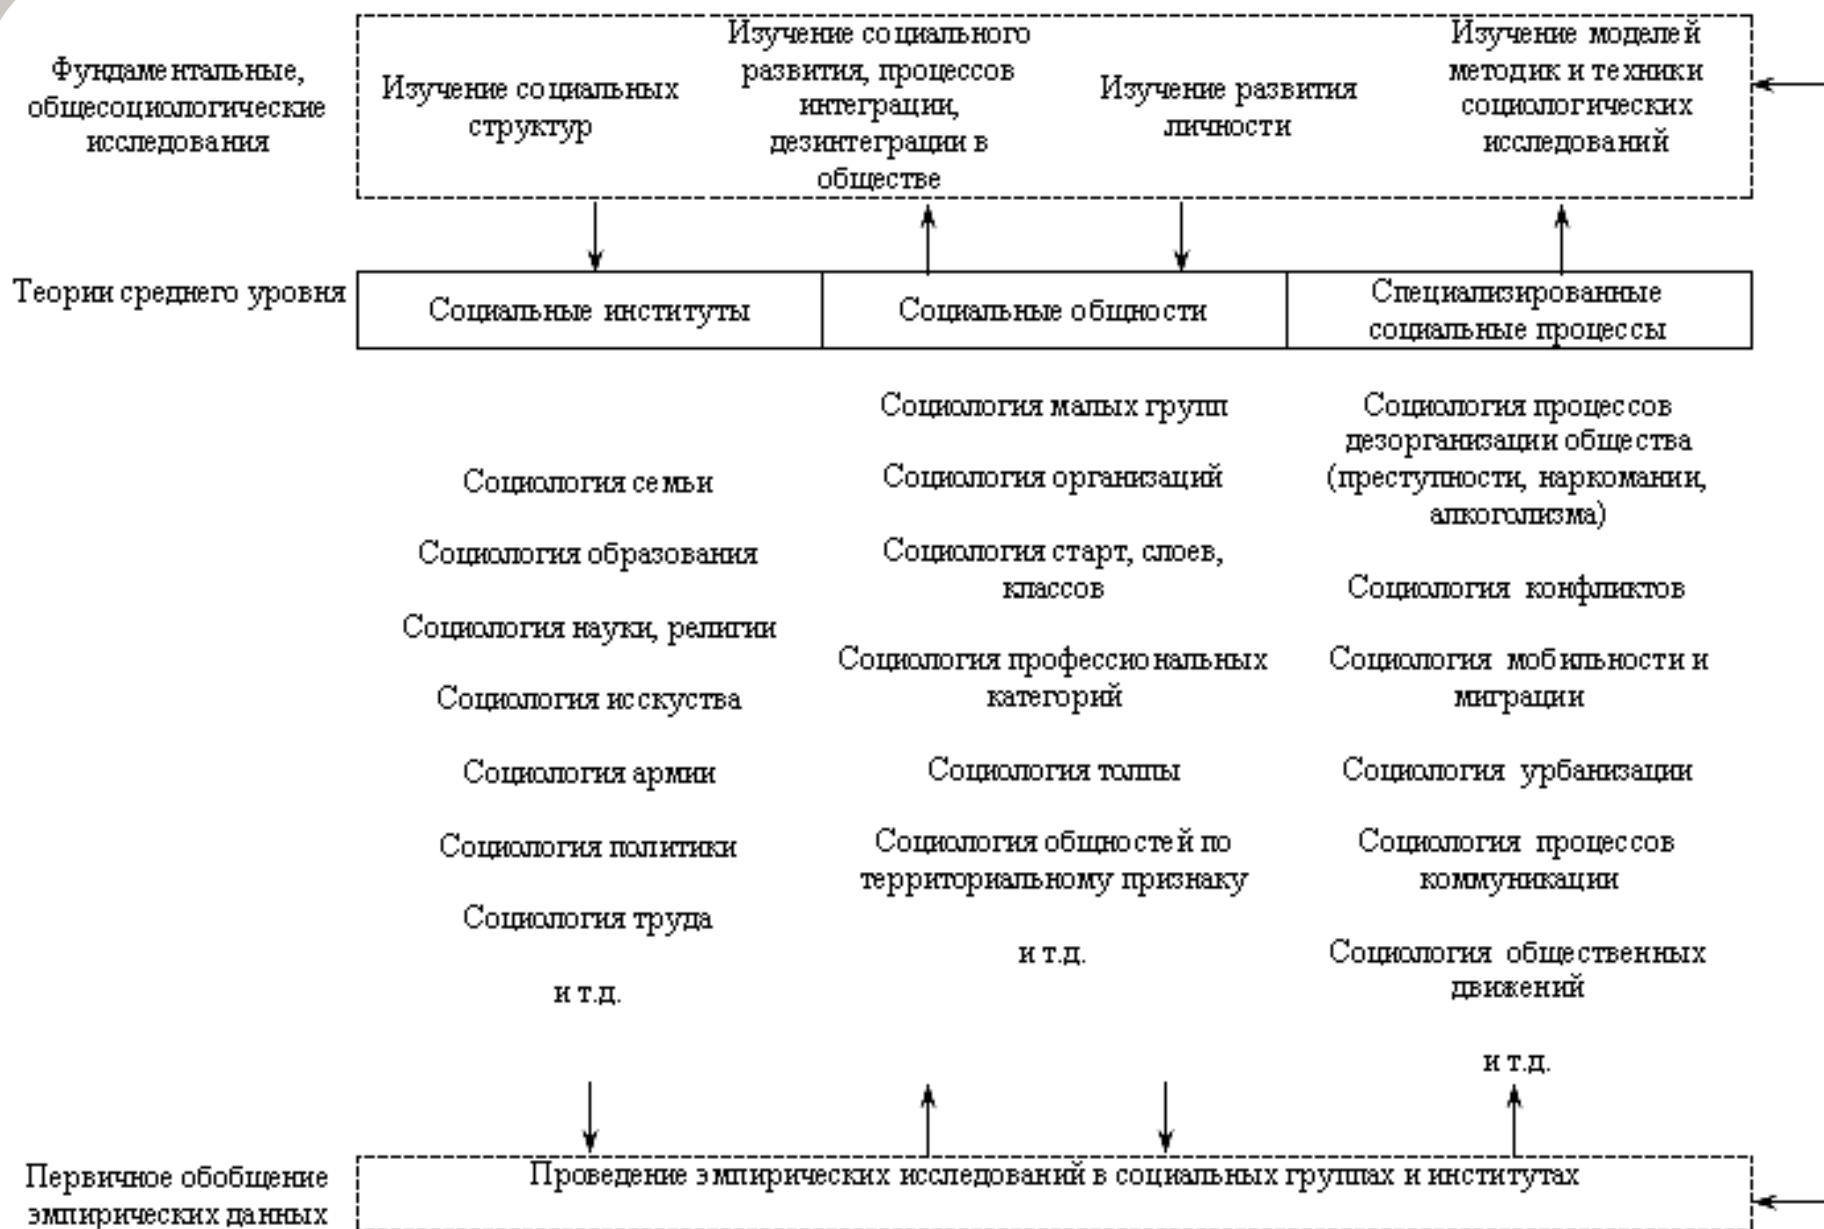 Фундаментальные,
общесоциологические
исследования
Изучение социальных
структур
Изучение социального
развития, процессов
интеграции,
дезинтеграции в
обществе
Изучение развития
личности
Изучение моделей
методик и техники
социологических
исследований
Теории среднего уровня
Социальные институты
Социальные общности
Специализированные
социальные процессы
Социология семьи
Социология образования
Социология науки, религии
Социология исскуства
Социология армии
Социология политики
Социология труда
и т.д.
Социология малых групп
Социология организаций
Социология старт, слоев,
классов
Социология профессиональных
категорий
Социология толпы
Социология общностей по
территориальному признаку
и т.д.
Социология процессов
дезорганизации общества
(преступности, наркомании,
алкоголизма)
Социология конфликтов
Социология мобильности и
миграции
Социология урбанизации
Социология процессов
коммуникации
Социология общественных
движений
и т.д.
Первичное обобщение
эмпирических данных
Проведение эмпирических исследований в социальных группах и институтах